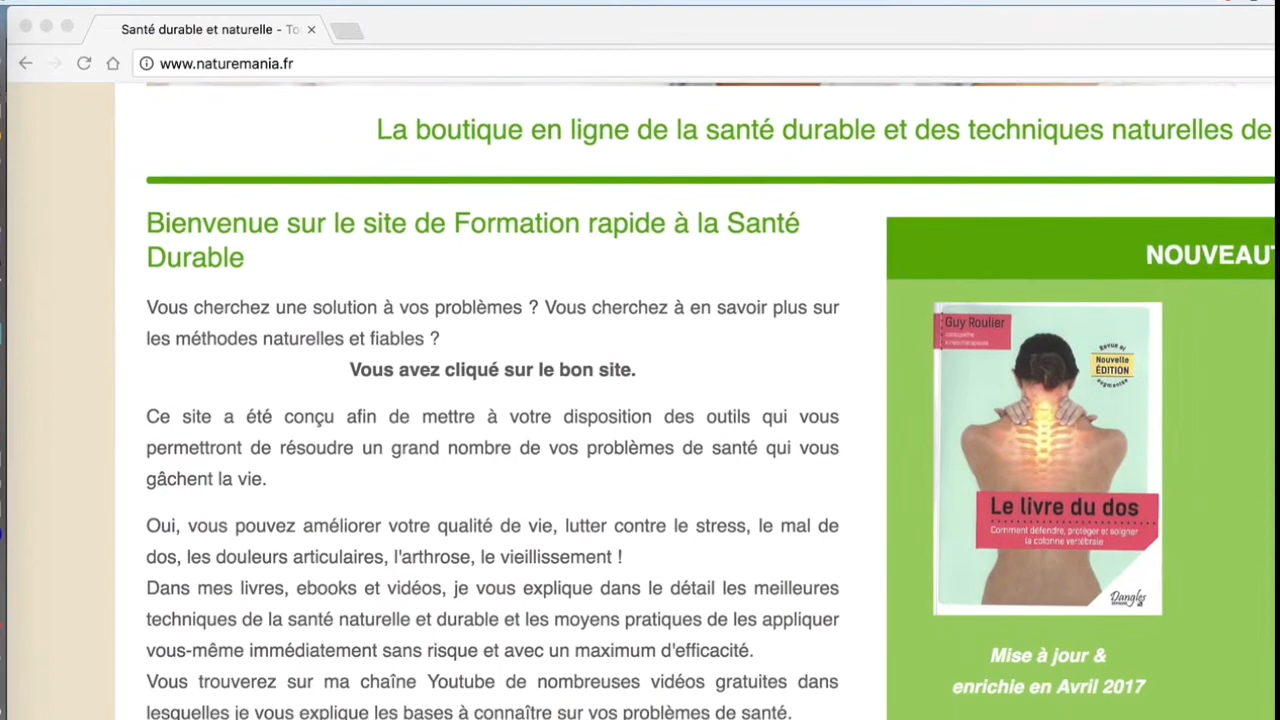 Santé durable et naturelle - To
www.naturemania.fr
La boutique en ligne de la santé durable et des techniques naturelles de
Bienvenue sur le site de Formation rapide à la Santé
Durable
Vous cherchez une solution à vos problèmes ? Vous cherchez à en savoir plus sur
les méthodes naturelles et fiables ?
Vous avez cliqué sur le bon site.
Ce site a été conçu afin de mettre à votre disposition des outils qui vous
permettront de résoudre un grand nombre de vos problèmes de santé qui vous
gâchent la vie.
Oui, vous pouvez améliorer votre qualité de vie, lutter contre le stress, le mal de
dos, les douleurs articulaires, l'arthrose, le vieillissement !
Dans mes livres, ebooks et vidéos, je vous explique dans le détail les meilleures
techniques de la santé naturelle et durable et les moyens pratiques de les appliquer
vous-même immédiatement sans risque et avec un maximum d'efficacité.
Vous trouverez sur ma chaîne Youtube de nombreuses vidéos gratuites dans
lesquelles je vous explique les bases à connaître sur vos problèmes de santé.
NOUVEAUT
Guy Roulier
Revue et
Nouvelle
ÉDITION
augmentée
Le livre du dos
Comment défendre, protéger et soigner
la colonne vertébrale
Dangles
Mise à jour &
enrichie en Avril 2017